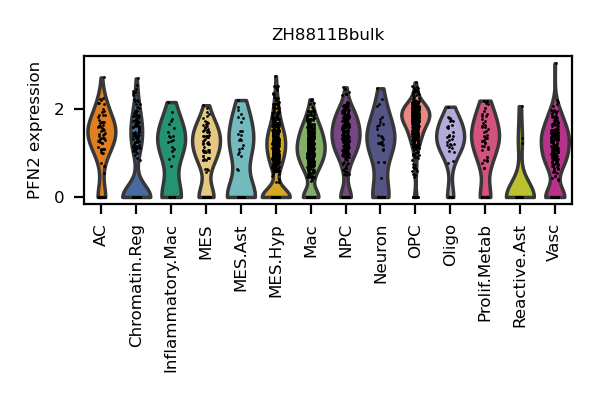 ZH8811Bbulk
PFN2 expression
2
0
AC
Chromatin.Reg
Inflammatory.Mac
MES
MES.Ast
MES.Hyp
Mac
NPC
Neuron
OPC
Oligo
Prolif.Metab
Reactive.Ast
Vasc